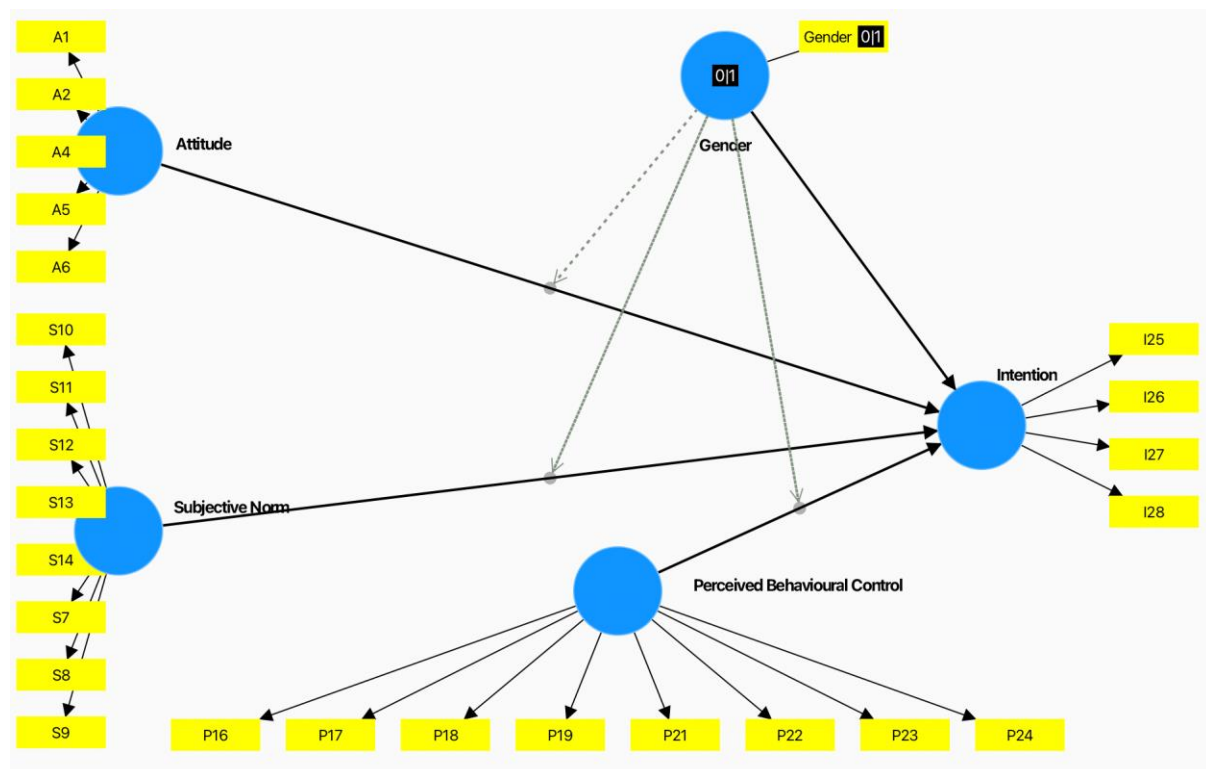 A1
A2
A4
A5
A6
Attitude
Gender 0|1
0|1
Gender
S10
S11
S12
S13
S14
S7
S8
S9
Subjective Norm
Intention
I25
I26
I27
I28
Perceived Behavioural Control
P16
P17
P18
P19
P21
P22
P23
P24